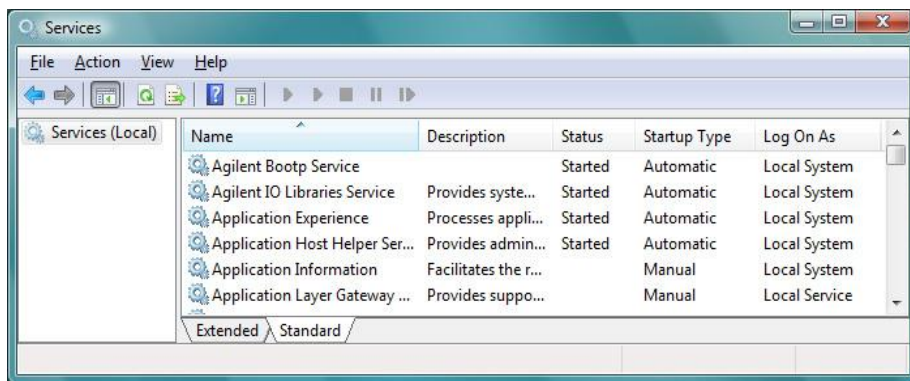 Services
File Action View Help
Services (Local)
Name Description Status Startup Type Log On As
Agilent Bootp Service Started Automatic Local System
Agilent IO Libraries Service Provides syste... Started Automatic Local System
Application Experience Processes appli... Started Automatic Local System
Application Host Helper Ser... Provides admin... Started Automatic Local System
Application Information Facilitates the r... Manual Local System
Application Layer Gateway ... Provides suppo... Manual Local Service
Extended Standard